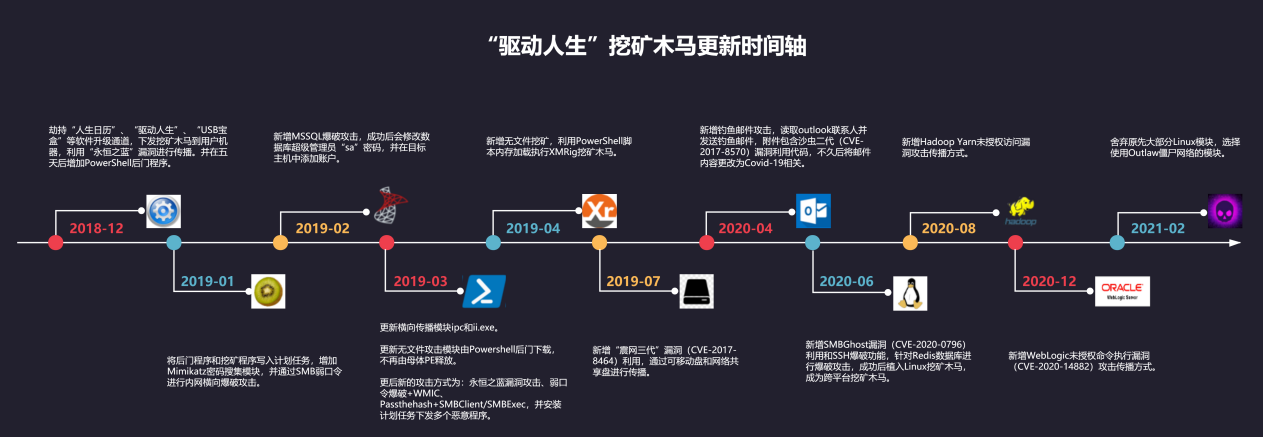 “驱动人生”挖矿木马更新时间轴
劫持“人生日历”、“驱动人生”、“USB宝
盒”等软件升级通道，下发挖矿木马到用户机
器，利用“永恒之蓝”漏洞进行传播。并在五
天后增加PowerShell后门程序。
2018-12
2019-01
将后门程序和挖矿程序写入计划任务，增加
Mimikatz密码搜集模块，并通过SMB弱口令
进行内网横向爆破攻击。
新增MSSQL爆破攻击，成功后会修改数
据库超级管理员“sa”密码，并在目标
主机中添加账户。
2019-02
2019-03
更新横向传播模块ipc和ii.exe。
更新无文件攻击模块由Powershell后门下载，
不再由母体PE释放。
更后新的攻击方式为：永恒之蓝漏洞攻击、弱口
令爆破+WMIC、
Passthehash+SMBClient/SMBExec，并安装
计划任务下发多个恶意程序。
新增无文件挖矿，利用PowerShell脚
本内存加载执行XMRig挖矿木马。
Xr
2019-04
2019-07
新增“震网三代”漏洞（CVE-2017-
8464）利用，通过可移动盘和网络共
享盘进行传播。
新增钓鱼邮件攻击，读取outlook联系人并
发送钓鱼邮件，附件包含沙虫二代（CVE-
2017-8570）漏洞利用代码，不久后将邮件
内容更改为Covid-19相关。
2020-04
2020-06
新增SMBGhost漏洞（CVE-2020-0796）
利用和SSH爆破功能，针对Redis数据库进
行爆破攻击，成功后植入Linux挖矿木马，
成为跨平台挖矿木马。
新增Hadoop Yarn未授权访问漏
洞攻击传播方式。
hadoop
2020-08
2020-12
ORACLE
WebLogic Server
新增WebLogic未授权命令执行漏洞
（CVE-2020-14882）攻击传播方式。
舍弃原先大部分Linux模块，选择
使用Outlaw僵尸网络的模块。
2021-02